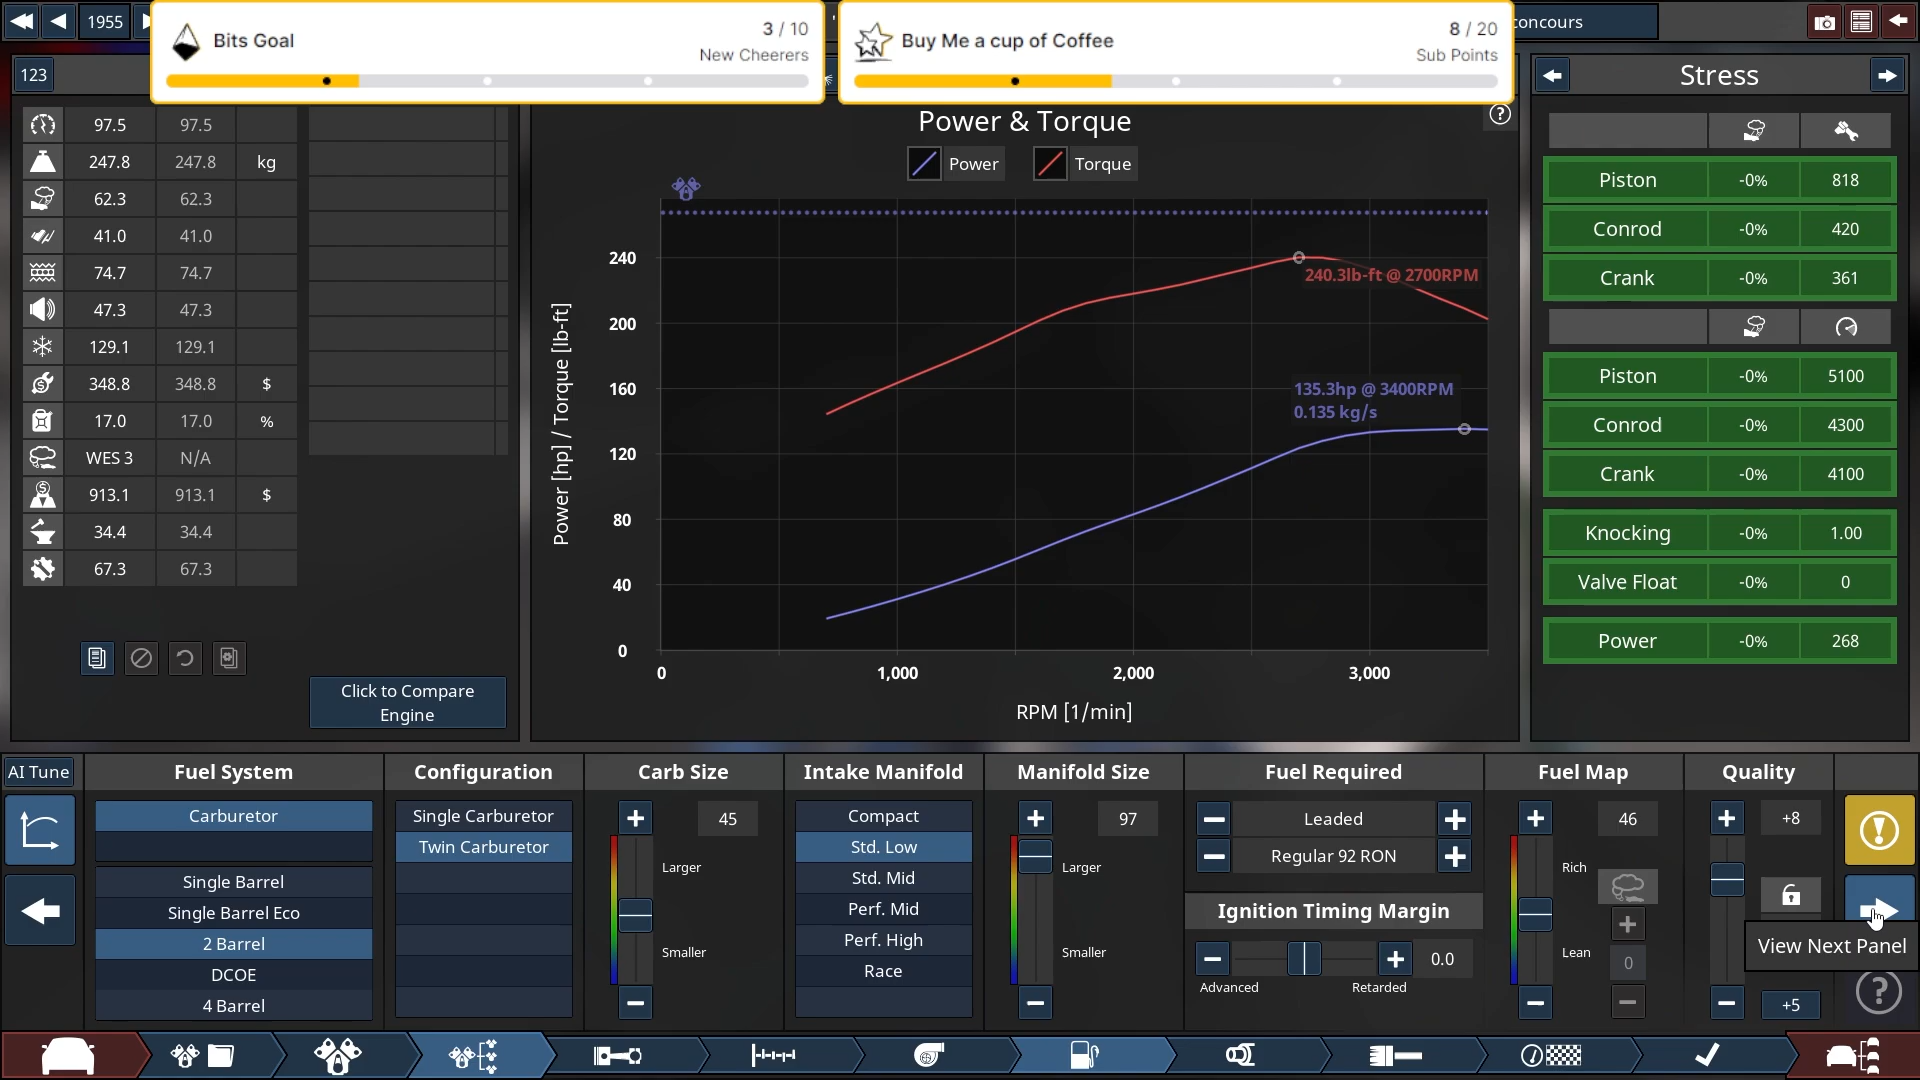 1955
Bits Goal
3 / 10
New Cheerers
Buy Me a cup of Coffee
8 / 20
Sub Points
concours
123
97.5 97.5
247.8 247.8 kg
62.3 62.3
41.0 41.0
74.7 74.7
47.3 47.3
129.1 129.1
348.8 348.8 $
17.0 17.0 %
WES 3 N/A
913.1 913.1 $
34.4 34.4
67.3 67.3
Click to Compare
Engine
Power & Torque
?
Power Torque
Power [hp] / Torque [lb-ft]
240
200
160
120
80
40
0
240.3lb-ft @ 2700RPM
135.3hp @ 3400RPM
0.135 kg/s
0 1,000 2,000 3,000
RPM [1/min]
Stress
Piston -0% 818
Conrod -0% 420
Crank -0% 361
Piston -0% 5100
Conrod -0% 4300
Crank -0% 4100
Knocking -0% 1.00
Valve Float -0% 0
Power -0% 268
AI Tune
Fuel System
Carburetor
Single Barrel
Single Barrel Eco
2 Barrel
DCOE
4 Barrel
Configuration
Single Carburetor
Twin Carburetor
Carb Size
45
Larger
Smaller
Intake Manifold
Compact
Std. Low
Std. Mid
Perf. Mid
Perf. High
Race
Manifold Size
97
Larger
Smaller
Fuel Required
Leaded
Regular 92 RON
Ignition Timing Margin
0.0
Advanced Retarded
Fuel Map
46
Rich
Lean
0
Quality
+8
+5
View Next Panel
?